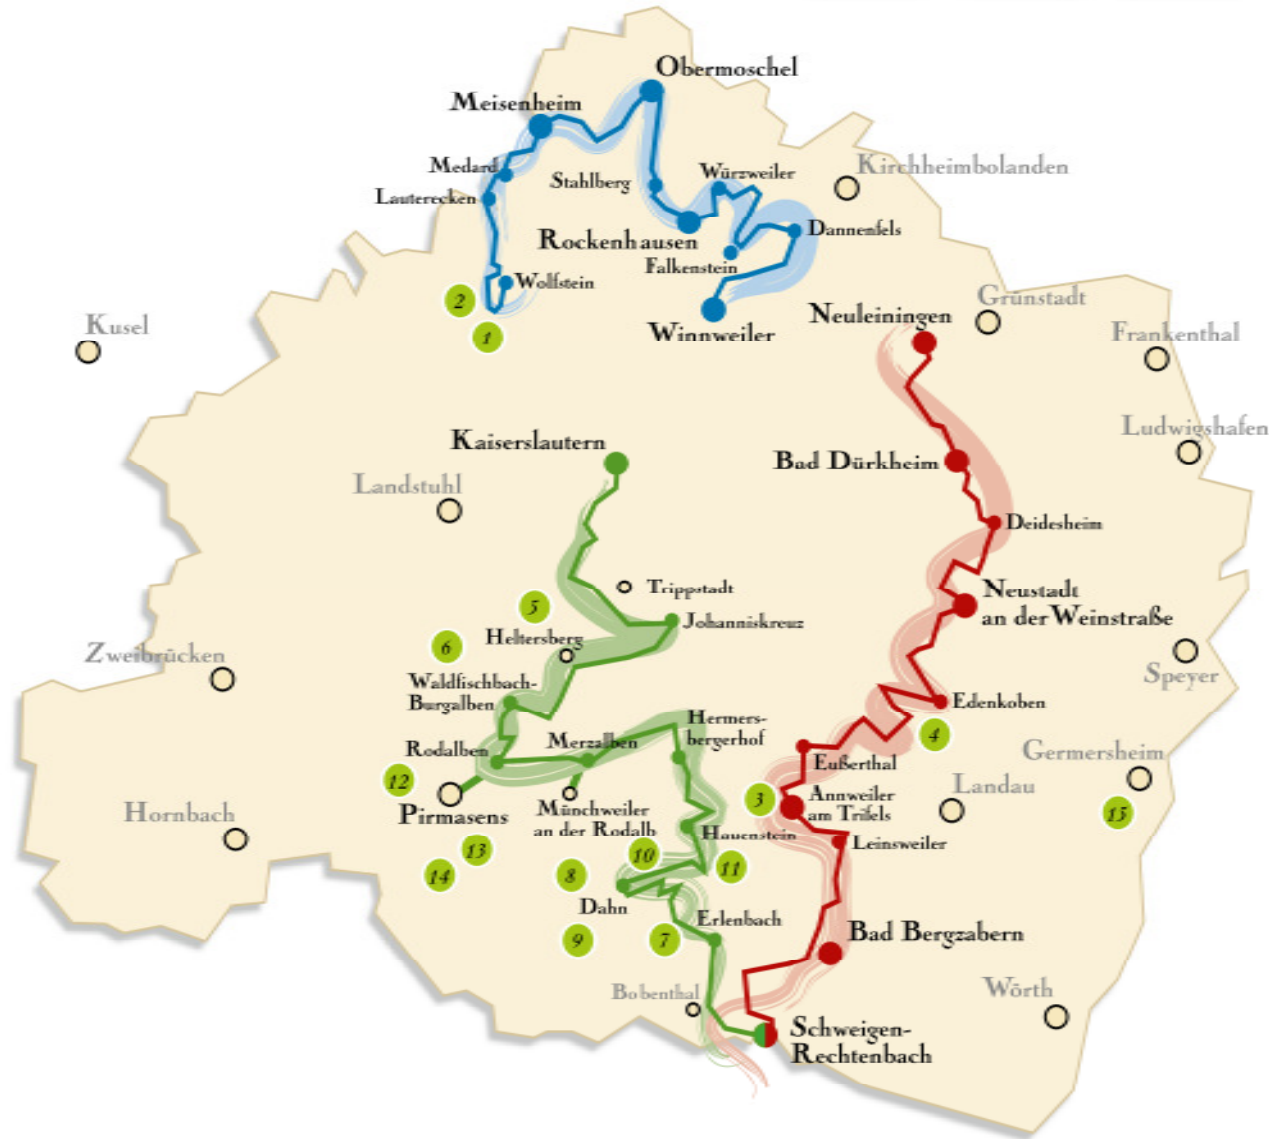 Obermoschel
Meisenheim
Medard
Lauterecken
Stahlberg
Würzweiler
Kirchheimbolanden
Rockenhausen
Dannenfels
Falkenstein
Wolfstein
2
1
Winnweiler
Kusel
Neuleiningen
Grünstadt
Frankenthal
Ludwigshafen
Kaiserslautern
Bad Dürkheim
Landstuhl
Deidesheim
Trippstadt
Neustadt
an der Weinstraße
5
Johanniskreuz
6
Heltersberg
Zweibrücken
Speyer
Waldfischbach-
Burgalben
Edenkoben
4
Hermers-
bergerhof
Rodalben
Merzalben
Eußerthal
Germersheim
12
Pirmasens
Münchweiler
an der Rodalb
3
Annweiler
am Trifels
Landau
15
Hornbach
Hauenstein
Leinsweiler
13
14
10
11
8
Dahn
9
7
Erlenbach
Bad Bergzabern
Bobenthal
Wörth
Schweigen-
Rechtenbach